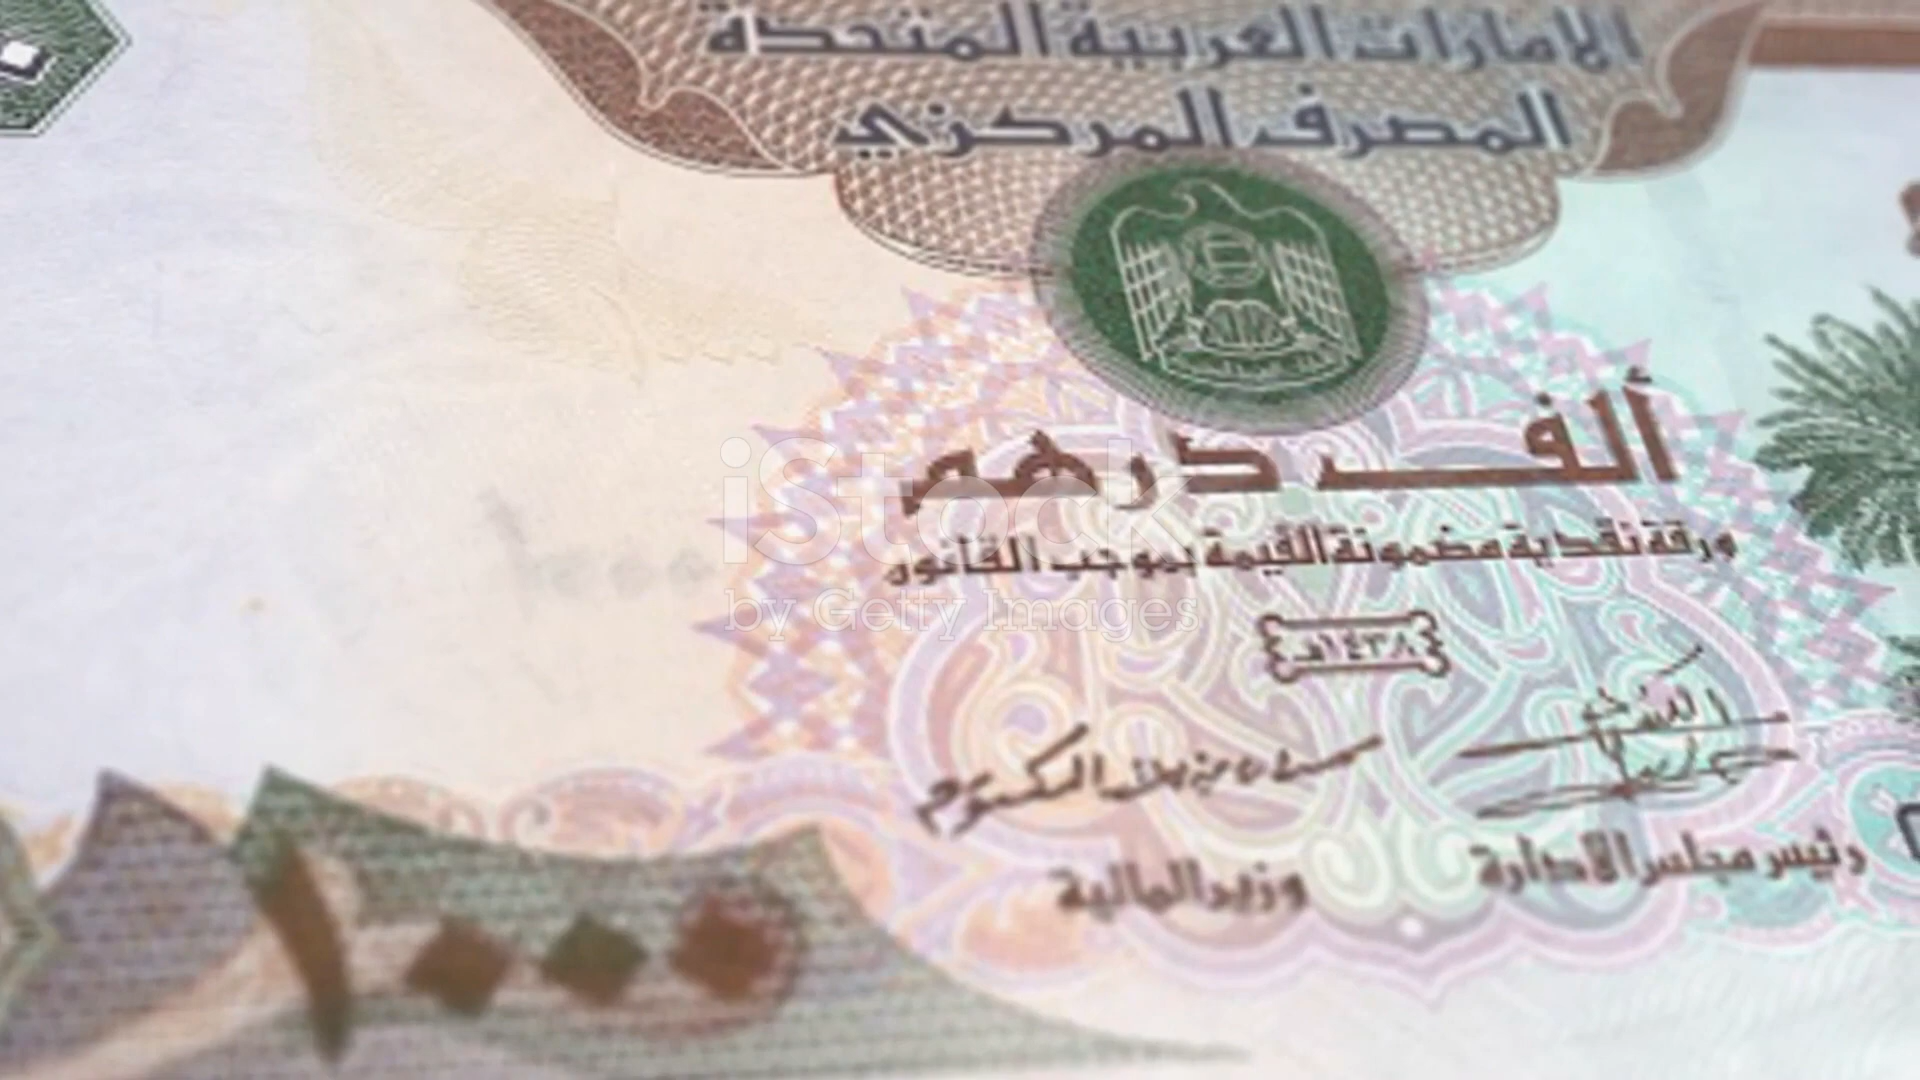 الامارات العربية المتحدة
المصرف المركزي
ألف درهم
ورقة نقدية مضمونة القيمة بموجب القانون
١٤٣٨هـ
رئيس مجلس الادارة
وزير المالية
١٠٠٠
iStock
by Getty Images